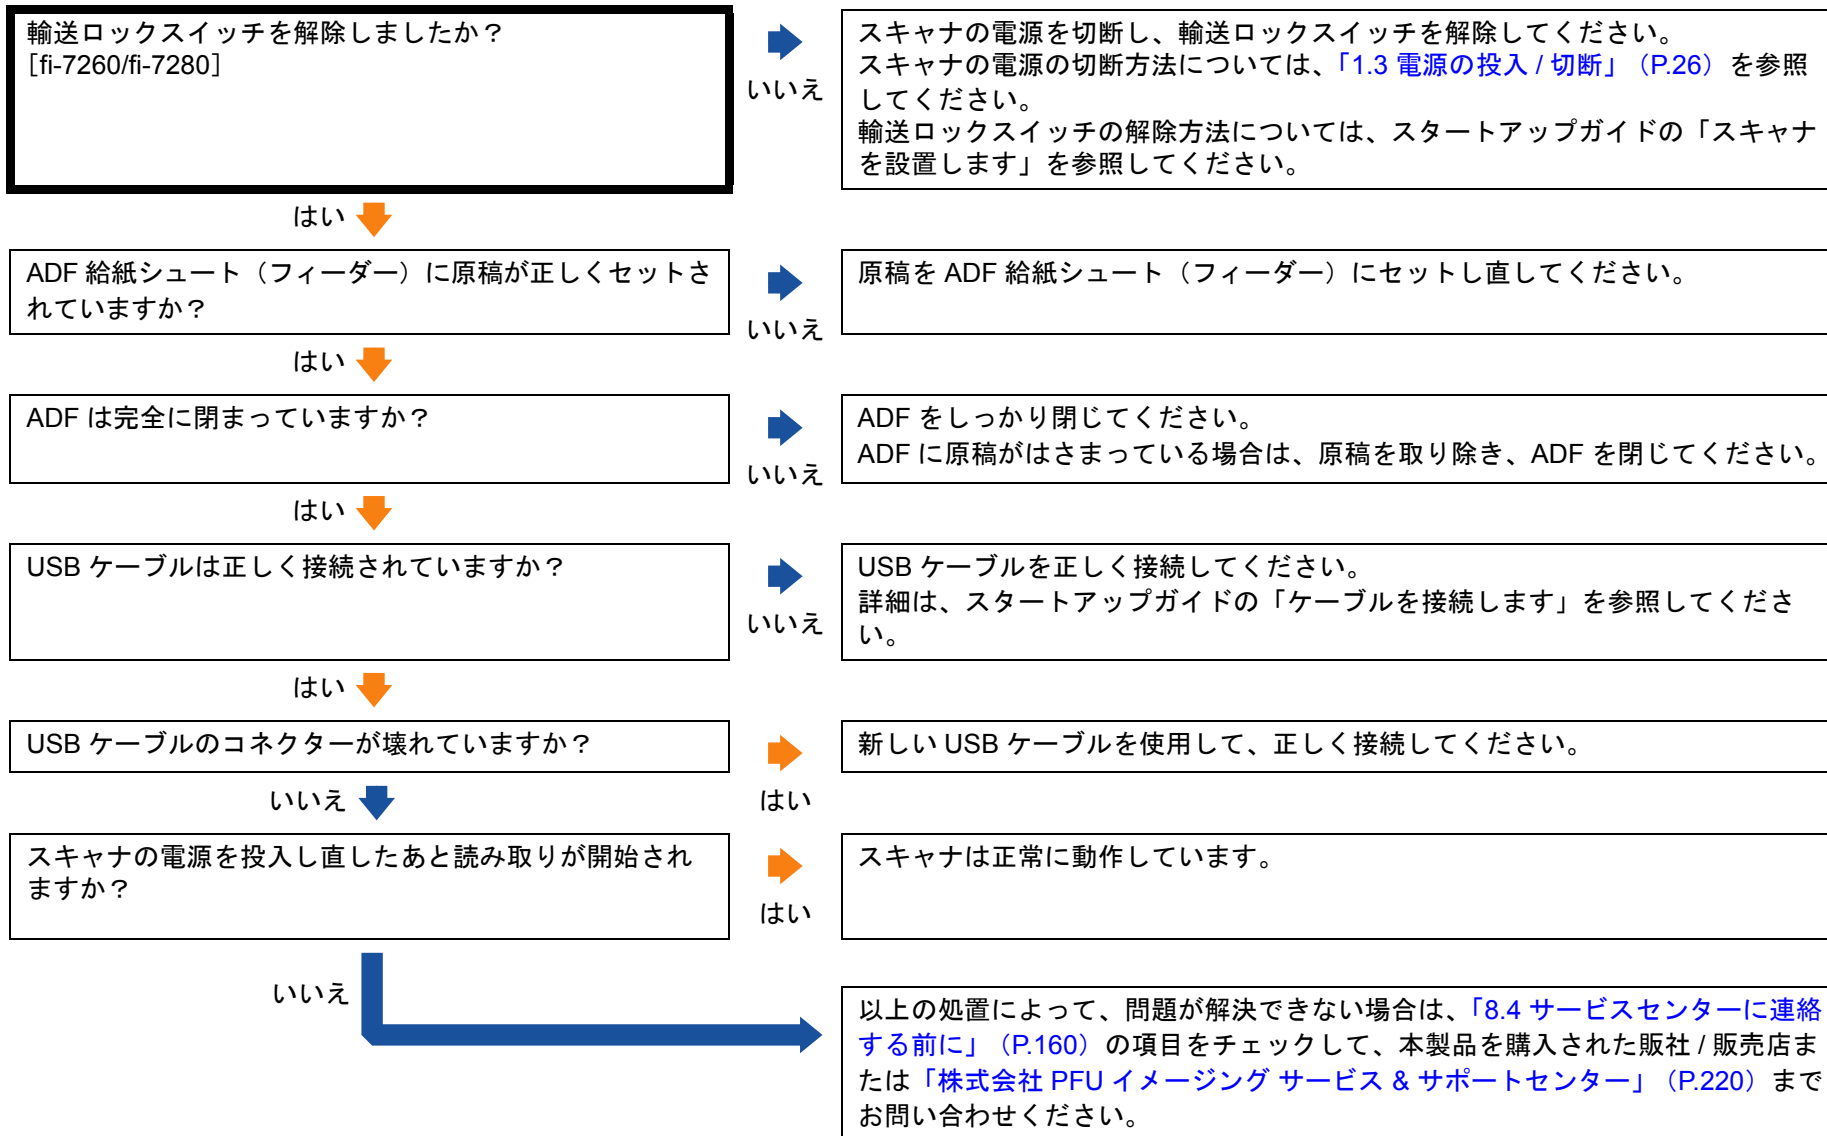 輸送ロックスイッチを解除しましたか？
[fi-7260/fi-7280]
いいえ
スキャナの電源を切断し、輸送ロックスイッチを解除してください。
スキャナの電源の切断方法については、「1.3 電源の投入 / 切断」（P.26）を参照
してください。
輸送ロックスイッチの解除方法については、スタートアップガイドの「スキャナ
を設置します」を参照してください。
はい
ADF 給紙シュート（フィーダー）に原稿が正しくセットさ
れていますか？
いいえ
原稿を ADF 給紙シュート（フィーダー）にセットし直してください。
はい
ADF は完全に閉まっていますか？
いいえ
ADF をしっかり閉じてください。
ADF に原稿がはさまっている場合は、原稿を取り除き、ADF を閉じてください。
はい
USB ケーブルは正しく接続されていますか？
いいえ
USB ケーブルを正しく接続してください。
詳細は、スタートアップガイドの「ケーブルを接続します」を参照してくださ
い。
はい
USB ケーブルのコネクターが壊れていますか？
はい
新しい USB ケーブルを使用して、正しく接続してください。
いいえ
スキャナの電源を投入し直したあと読み取りが開始され
ますか？
はい
スキャナは正常に動作しています。
いいえ
以上の処置によって、問題が解決できない場合は、「8.4 サービスセンターに連絡
する前に」（P.160）の項目をチェックして、本製品を購入された販社 / 販売店ま
たは「株式会社 PFU イメージング サービス & サポートセンター」（P.220）まで
お問い合わせください。